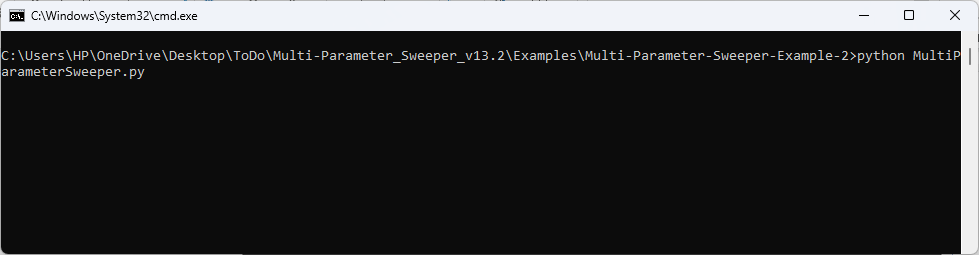 C:\Windows\System32\cmd.exe
C:\Users\HP\OneDrive\Desktop\ToDo\Multi-Parameter_Sweeper_v13.2\Examples\Multi-Parameter-Sweeper-Example-2>python MultiP
arameterSweeper.py